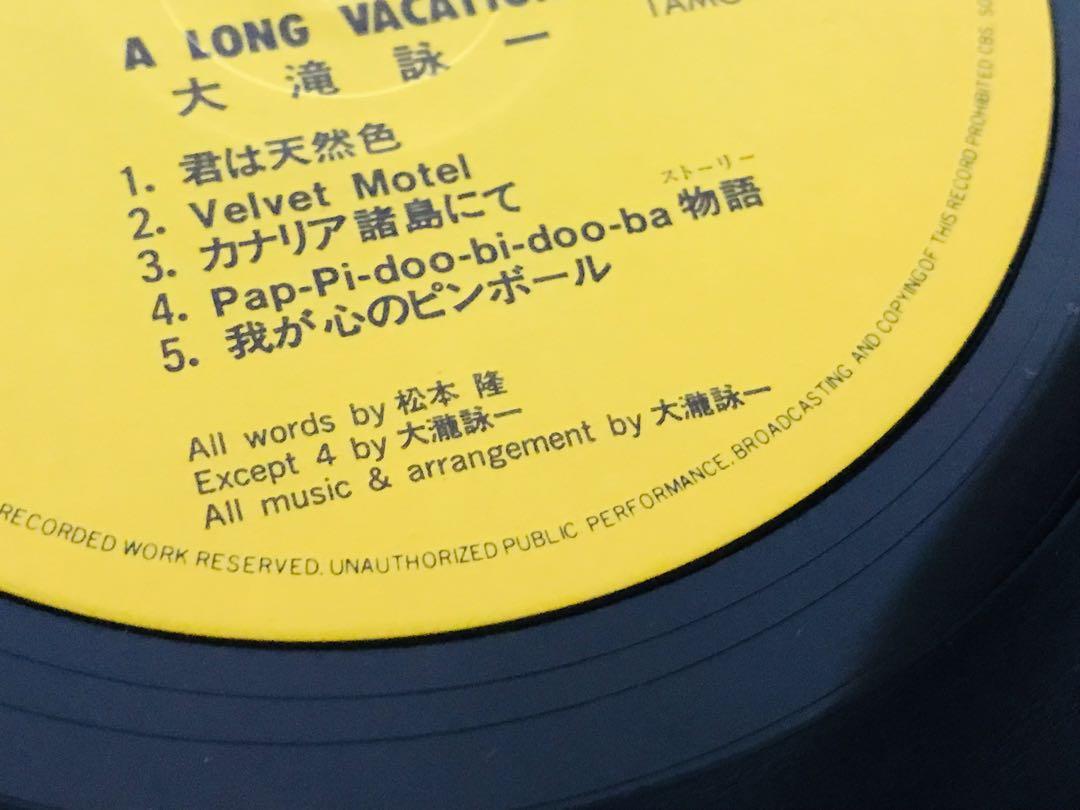 A LONG VACATION
大滝詠一
1. 君は天然色
2. Velvet Motel
3. カナリア諸島にて
ストーリー
4. Pap-Pi-doo-bi-doo-ba 物語
5. 我が心のピンボール
All words by 松本 隆
Except 4 by 大瀧詠一
All music & arrangement by 大瀧詠一
RECORDED WORK RESERVED. UNAUTHORIZED PUBLIC PERFORMANCE. BROADCASTING AND COPYING OF THIS RECORD PROHIBITED CBS.